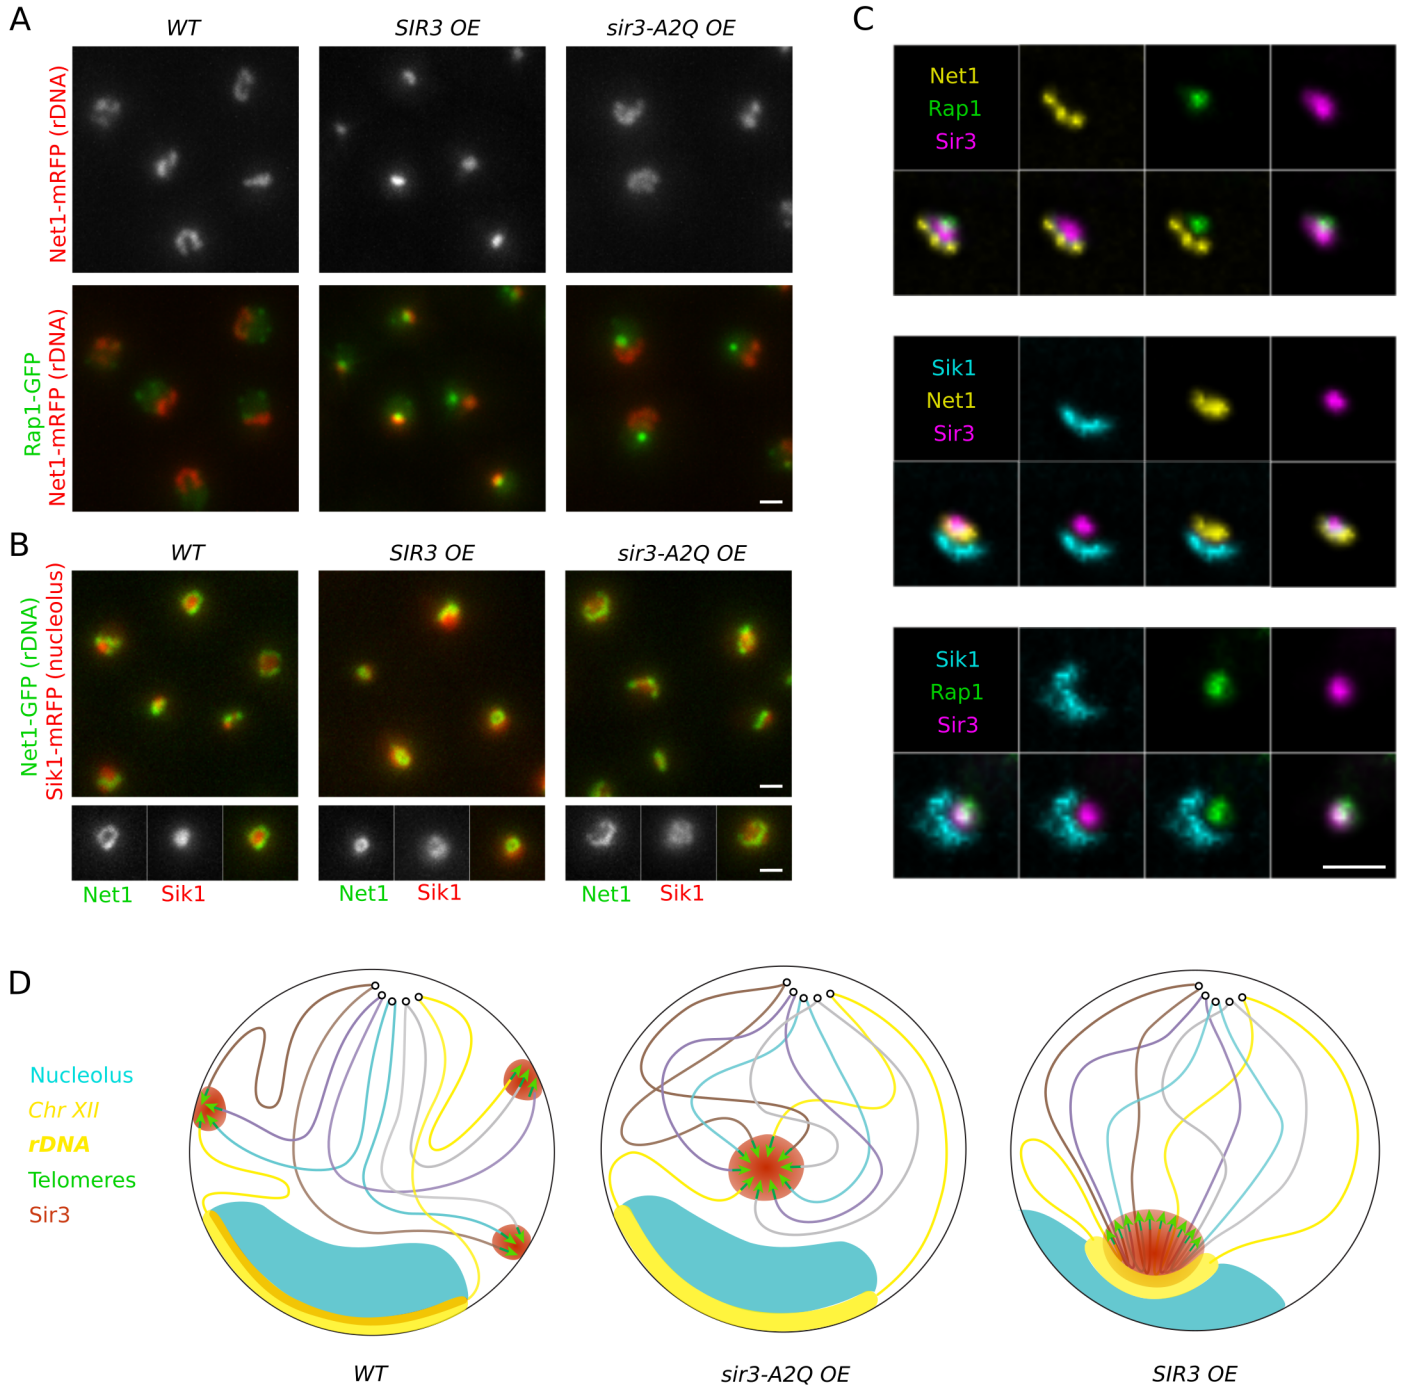 A
WT
SIR3 OE
sir3-A2Q OE
Net1-mRFP (rDNA)
Rap1-GFP
Net1-mRFP (rDNA)
B
WT
SIR3 OE
sir3-A2Q OE
Net1-GFP (rDNA)
Sik1-mRFP (nucleolus)
Net1 Sik1
Net1 Sik1
Net1 Sik1
C
Net1
Rap1
Sir3
Sik1
Net1
Sir3
Sik1
Rap1
Sir3
D
Nucleolus
Chr XII
rDNA
Telomeres
Sir3
WT
sir3-A2Q OE
SIR3 OE